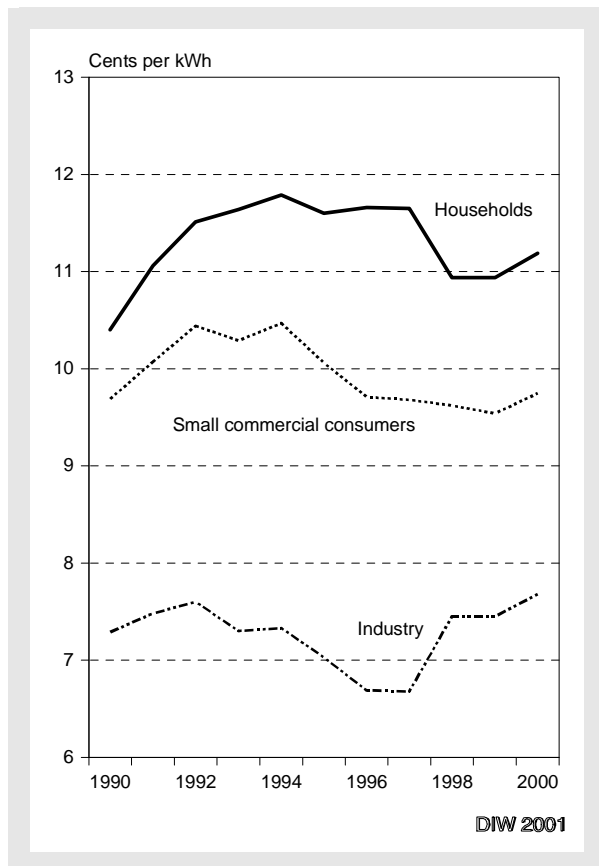 Cents per kWh
13
12
Households
11
10
Small commercial consumers
9
8
Industry
7
6
1990 1992 1994 1996 1998 2000
DIW 2001